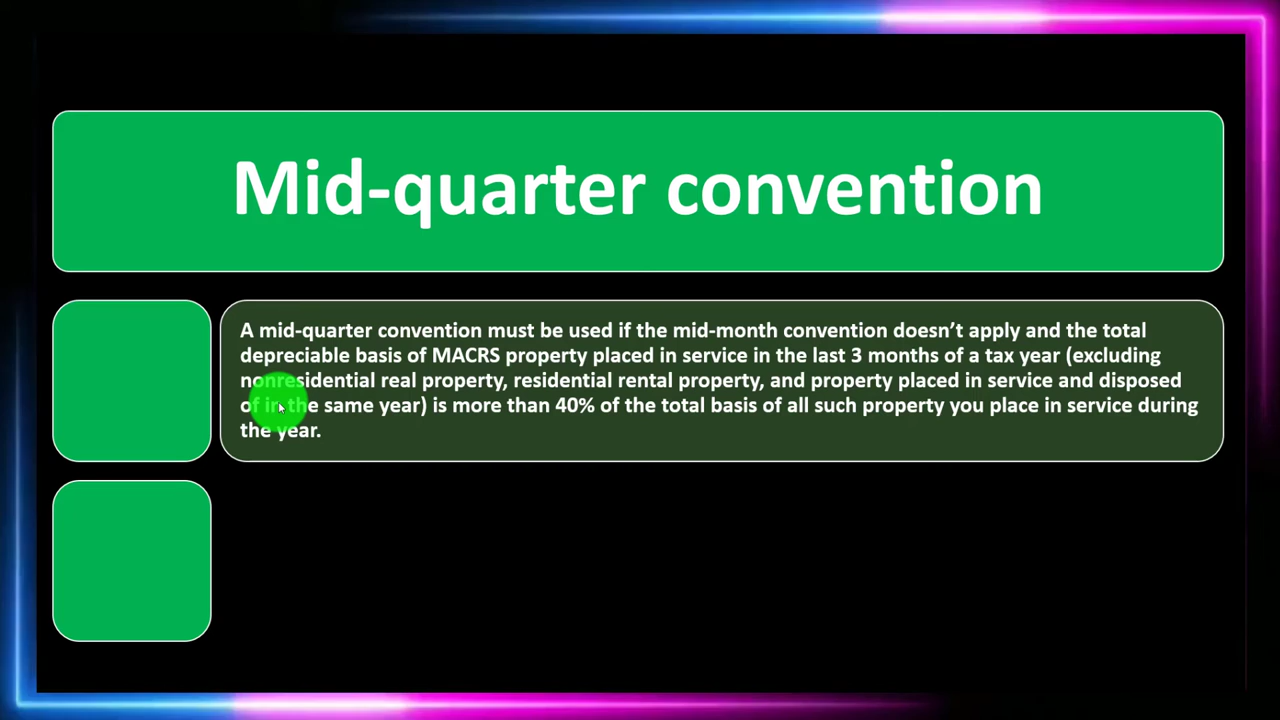 Mid-quarter convention
A mid-quarter convention must be used if the mid-month convention doesn’t apply and the total
depreciable basis of MACRS property placed in service in the last 3 months of a tax year (excluding
nonresidential real property, residential rental property, and property placed in service and disposed
of in the same year) is more than 40% of the total basis of all such property you place in service during
the year.